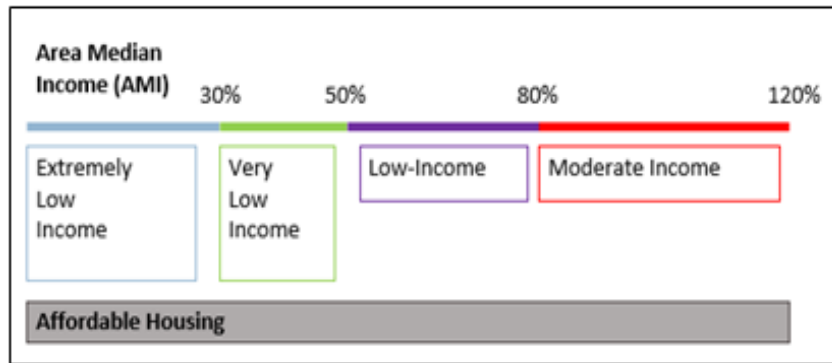 Area Median
Income (AMI)
30% 50% 80% 120%
Extremely
Low
Income
Very
Low
Income
Low-Income
Moderate Income
Affordable Housing